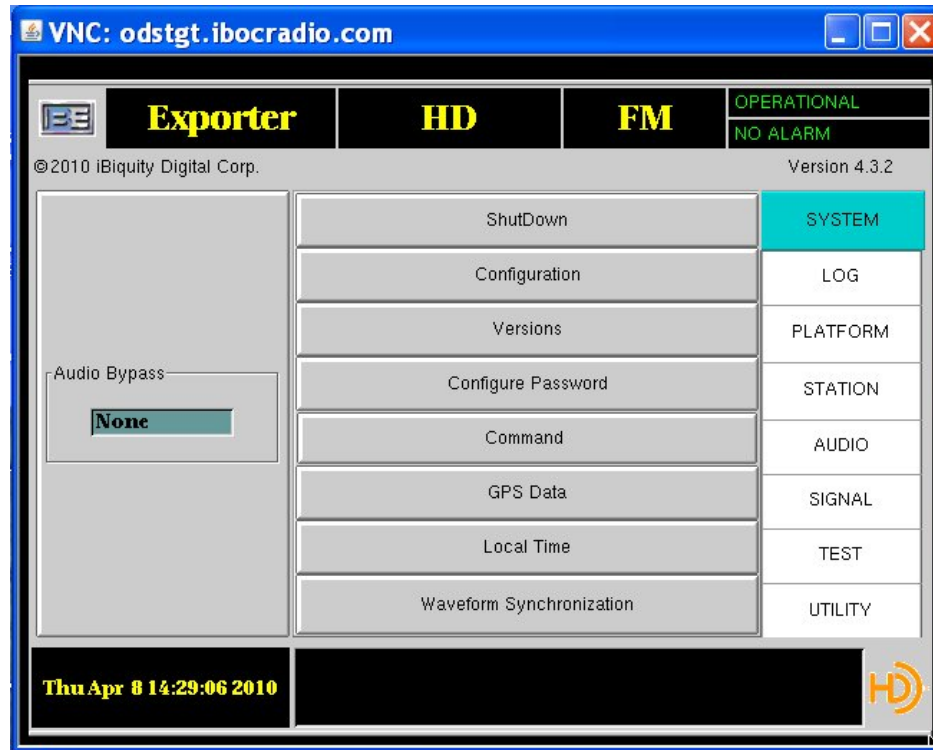 VNC: odstgt.ibocradio.com
Exporter HD FM OPERATIONAL
NO ALARM
©2010 iBiquity Digital Corp. Version 4.3.2
ShutDown
Configuration
Versions
Configure Password
Command
GPS Data
Local Time
Waveform Synchronization
SYSTEM
LOG
PLATFORM
STATION
AUDIO
SIGNAL
TEST
UTILITY
Audio Bypass
None
Thu Apr 8 14:29:06 2010
HD